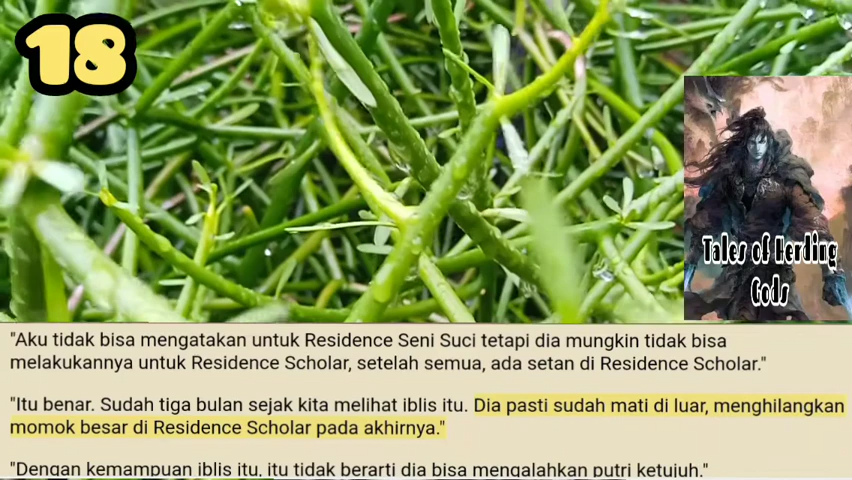 18
Tales of Herding
Gods
"Aku tidak bisa mengatakan untuk Residence Seni Suci tetapi dia mungkin tidak bisa
melakukannya untuk Residence Scholar, setelah semua, ada setan di Residence Scholar."
"Itu benar. Sudah tiga bulan sejak kita melihat iblis itu. Dia pasti sudah mati di luar, menghilangkan
momok besar di Residence Scholar pada akhirnya."
"Dengan kemampuan iblis itu, itu tidak berarti dia bisa mengalahkan putri ketujuh."